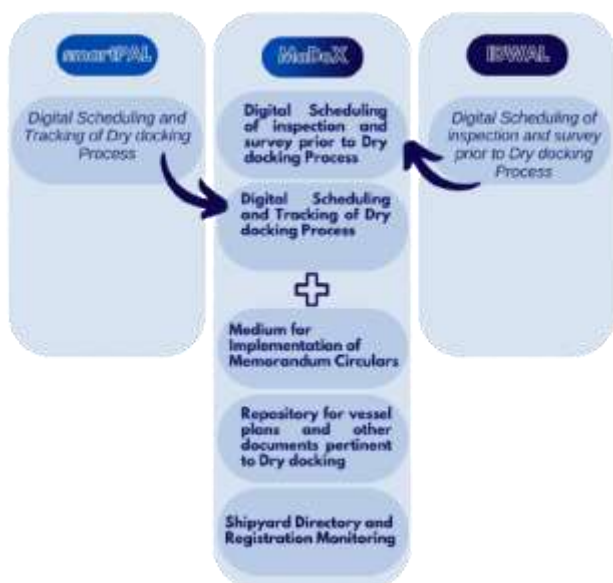 smartPAL
Digital Scheduling and
Tracking of Dry docking
Process
MaDoX
Digital Scheduling
of inspection and
survey prior to Dry
docking Process
Digital Scheduling
and Tracking of Dry
docking Process
Medium for
Implementation of
Memorandum Circulars
Repository for vessel
plans and other
documents pertinent
to Dry docking
Shipyard Directory and
Registration Monitoring
Digital Scheduling of
inspection and survey
prior to Dry docking
Process